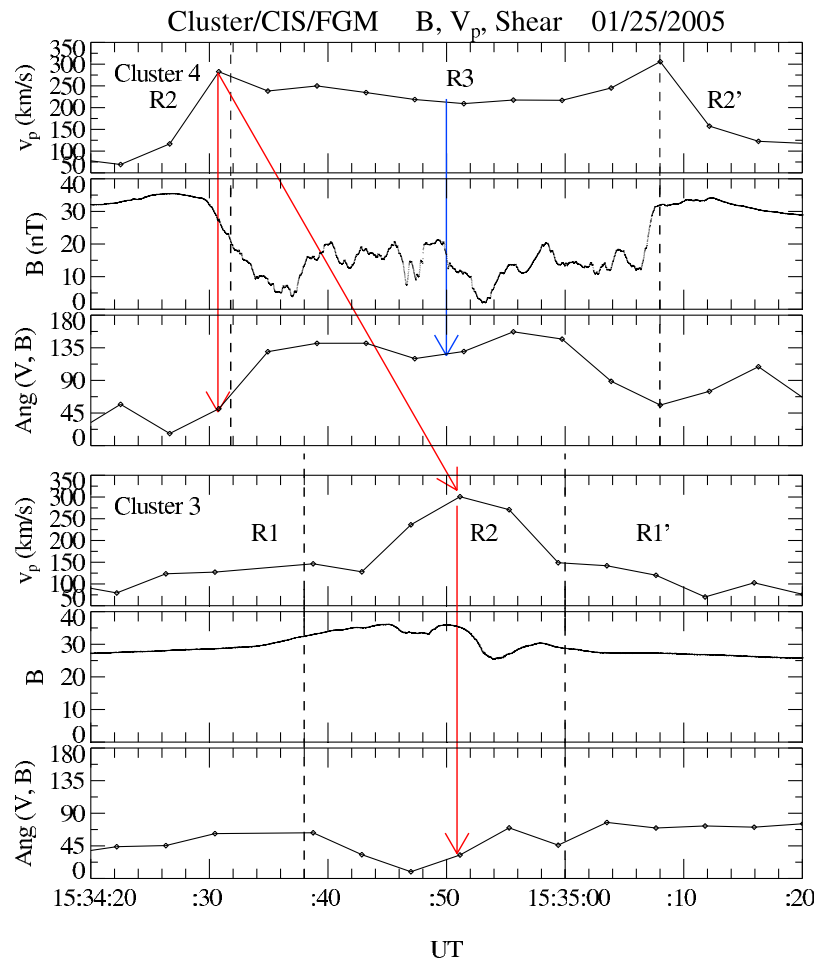 Cluster/CIS/FGM B, Vp, Shear 01/25/2005
350
300
250
200
150
100
50
vp (km/s)
Cluster 4
R2
R3
R2’
40
30
20
10
0
B (nT)
180
135
90
45
0
Ang (V, B)
350
300
250
200
150
100
50
vp (km/s)
Cluster 3
R1
R2
R1’
40
30
20
10
0
B
180
135
90
45
0
Ang (V, B)
15:34:20 :30 :40 :50 15:35:00 :10 :20
UT